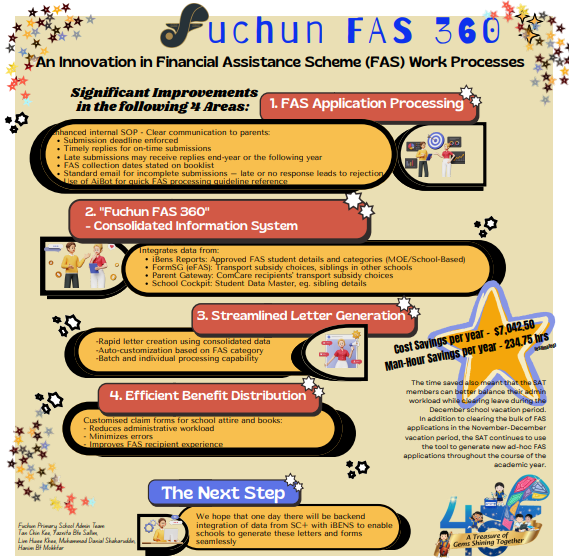 Fuchun FAS 360
An Innovation in Financial Assistance Scheme (FAS) Work Processes
Significant Improvements
in the following 4 Areas:
1. FAS Application Processing
Enhanced internal SOP - Clear communication to parents:
• Submission deadline enforced
• Timely replies for on-time submissions
• Late submissions may receive replies end-year or the following year
• FAS collection dates stated on booklist
• Standard email for incomplete submissions – late or no response leads to rejection
• Use of AiBot for quick FAS processing guideline reference
2. "Fuchun FAS 360"
- Consolidated Information System
Integrates data from:
• iBens Reports: Approved FAS student details and categories (MOE/School-Based)
• FormSG (eFAS): Transport subsidy choices, siblings in other schools
• Parent Gateway: ComCare recipients' transport subsidy choices
• School Cockpit: Student Data Master, eg. sibling details
3. Streamlined Letter Generation
-Rapid letter creation using consolidated data
-Auto-customization based on FAS category
-Batch and individual processing capability
Cost Savings per year - $7,042.50
Man-Hour Savings per year - 234.75 hrs
The time saved also meant that the SAT
members can better balance their admin
workload while clearing leave during the
December school vacation period.
In addition to clearing the bulk of FAS
applications in the November-December
vacation period, the SAT continues to use
the tool to generate new ad-hoc FAS
applications throughout the course of the
academic year.
4. Efficient Benefit Distribution
Customised claim forms for school attire and books:
- Reduces administrative workload
- Minimizes errors
- Improves FAS recipient experience
The Next Step
We hope that one day there will be backend
integration of data from SC+ with iBENS to enable
schools to generate these letters and forms
seamlessly
Fuchun Primary School Admin Team
Tan Chin Kee, Faznita Bte Salim,
Lim Huee Khee, Muhammad Danial Shaharuddin,
Hanim Bt Mokhtar
40
A Treasure of
Gems Shining Together